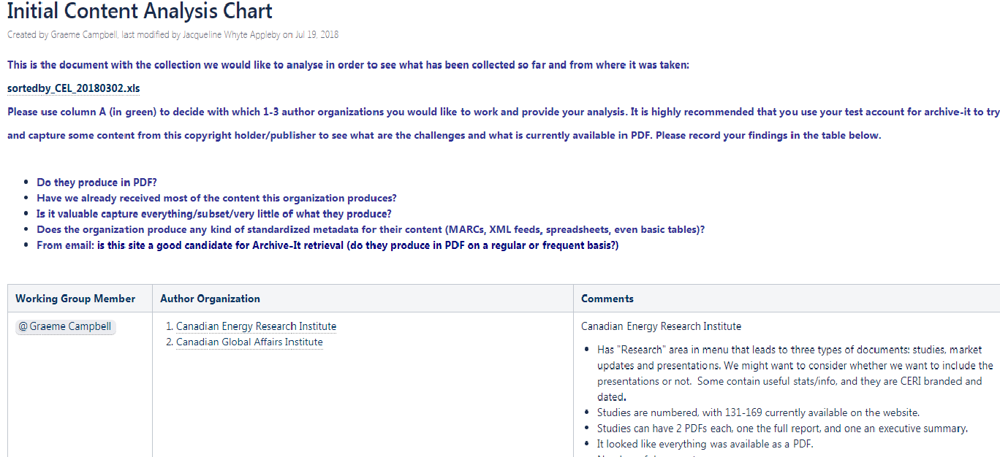 Initial Content Analysis Chart
Created by Graeme Campbell, last modified by Jacqueline Whyte Appleby on Jul 19, 2018
This is the document with the collection we would like to analyse in order to see what has been collected so far and from where it was taken:
sortedby_CEL_20180302.xls
Please use column A (in green) to decide with which 1-3 author organizations you would like to work and provide your analysis. It is highly recommended that you use your test account for archive-it to try
and capture some content from this copyright holder/publisher to see what are the challenges and what is currently available in PDF. Please record your findings in the table below.
• Do they produce in PDF?
• Have we already received most of the content this organization produces?
• Is it valuable capture everything/subset/very little of what they produce?
• Does the organization produce any kind of standardized metadata for their content (MARCs, XML feeds, spreadsheets, even basic tables)?
• From email: is this site a good candidate for Archive-It retrieval (do they produce in PDF on a regular or frequent basis?)
Working Group Member
Author Organization
Comments
@ Graeme Campbell
1. Canadian Energy Research Institute
2. Canadian Global Affairs Institute
Canadian Energy Research Institute
• Has "Research" area in menu that leads to three types of documents: studies, market
updates and presentations. We might want to consider whether we want to include the
presentations or not. Some contain useful stats/info, and they are CERI branded and
dated.
• Studies are numbered, with 131-169 currently available on the website.
• Studies can have 2 PDFs each, one the full report, and one an executive summary.
• It looked like everything was available as a PDF.